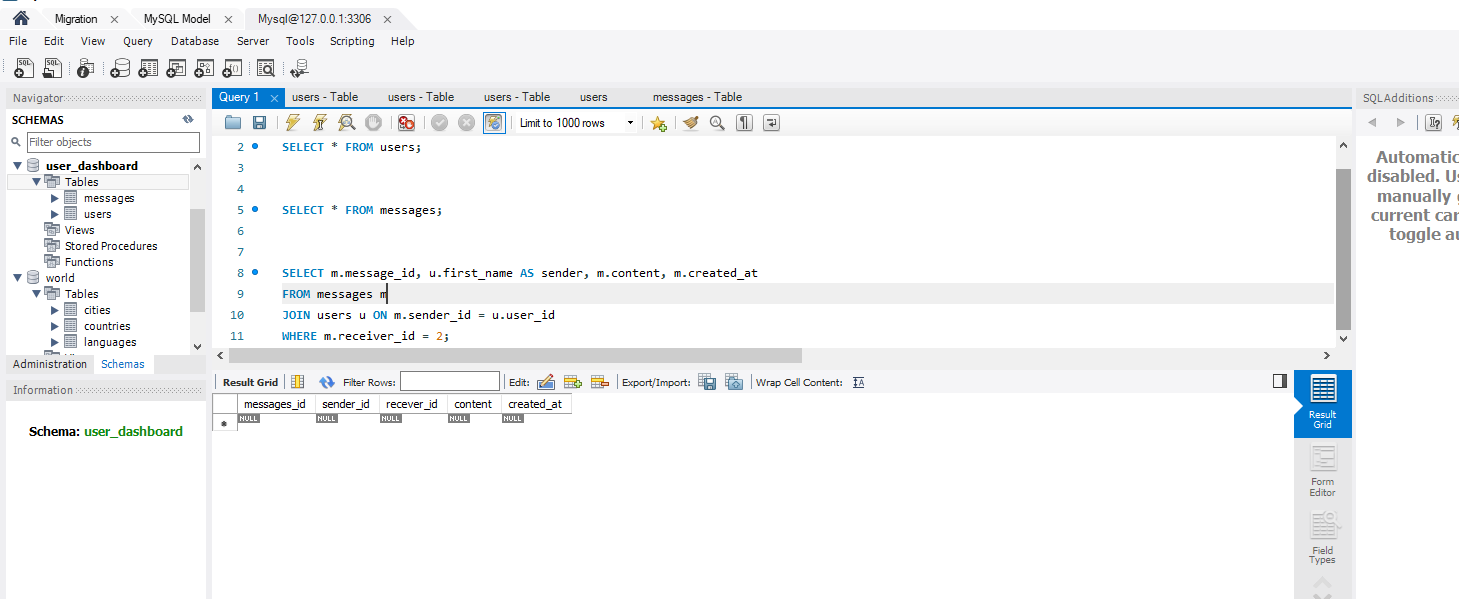 Migration MySQL Model Mysql@127.0.0.1:3306
File Edit View Query Database Server Tools Scripting Help
Navigator
SCHEMAS
Filter objects
user_dashboard
Tables
messages
users
Views
Stored Procedures
Functions
world
Tables
cities
countries
languages
Administration Schemas
Information
Schema: user_dashboard
Query 1 users - Table users - Table users - Table users messages - Table
Limit to 1000 rows
2 SELECT * FROM users;
3
4
5 SELECT * FROM messages;
6
7
8 SELECT m.message_id, u.first_name AS sender, m.content, m.created_at
9 FROM messages m
10 JOIN users u ON m.sender_id = u.user_id
11 WHERE m.receiver_id = 2;
Result Grid Filter Rows: Edit: Export/Import: Wrap Cell Content:
messages_id sender_id recever_id content created_at
NULL NULL NULL NULL NULL
Result
Grid
Form
Editor
Field
Types
SQLAdditions
Automatic
disabled. Us
manually g
current car
toggle au